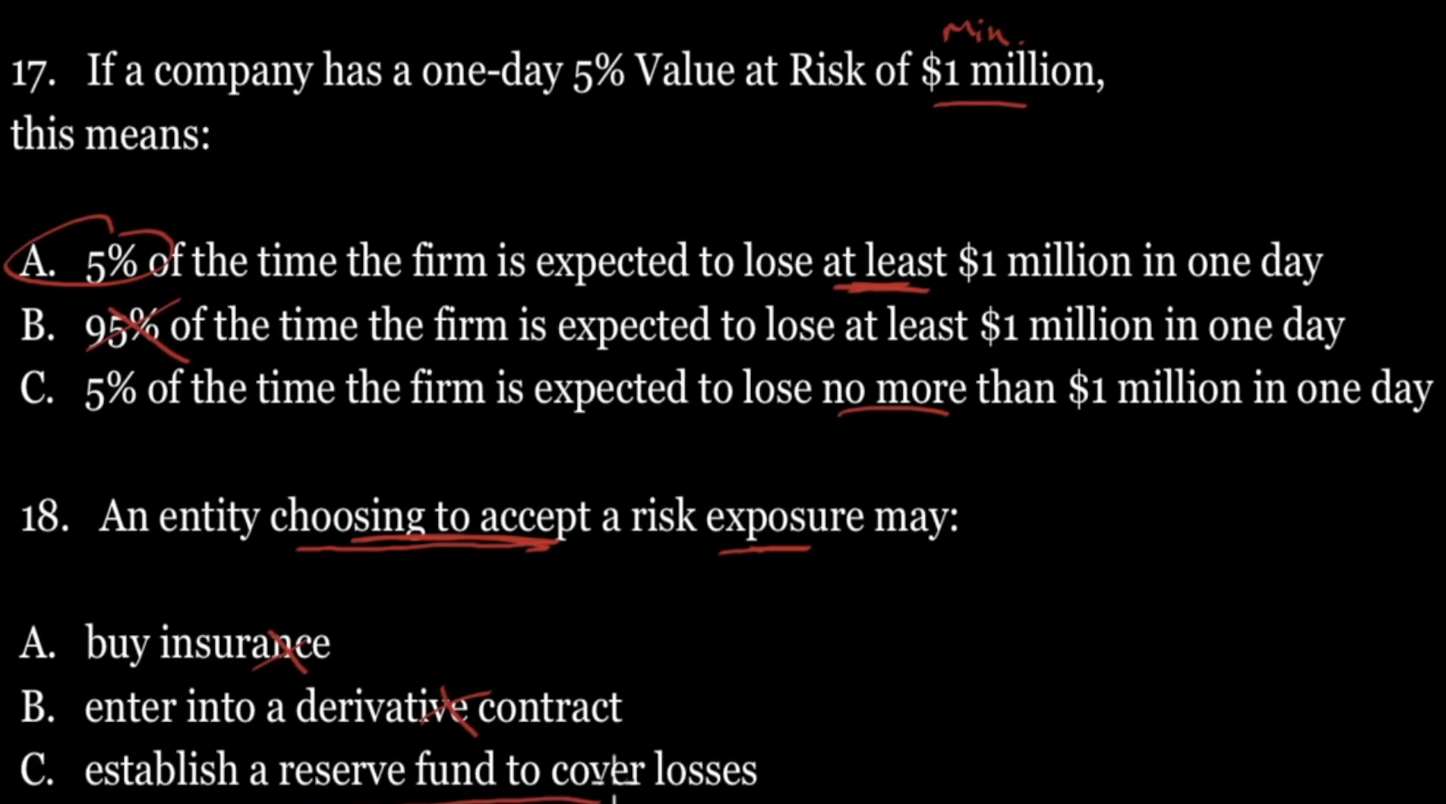 Min.
17. If a company has a one-day 5% Value at Risk of $1 million,
this means:
A. 5% of the time the firm is expected to lose at least $1 million in one day
B. 95% of the time the firm is expected to lose at least $1 million in one day
C. 5% of the time the firm is expected to lose no more than $1 million in one day
18. An entity choosing to accept a risk exposure may:
A. buy insurance
B. enter into a derivative contract
C. establish a reserve fund to cover losses